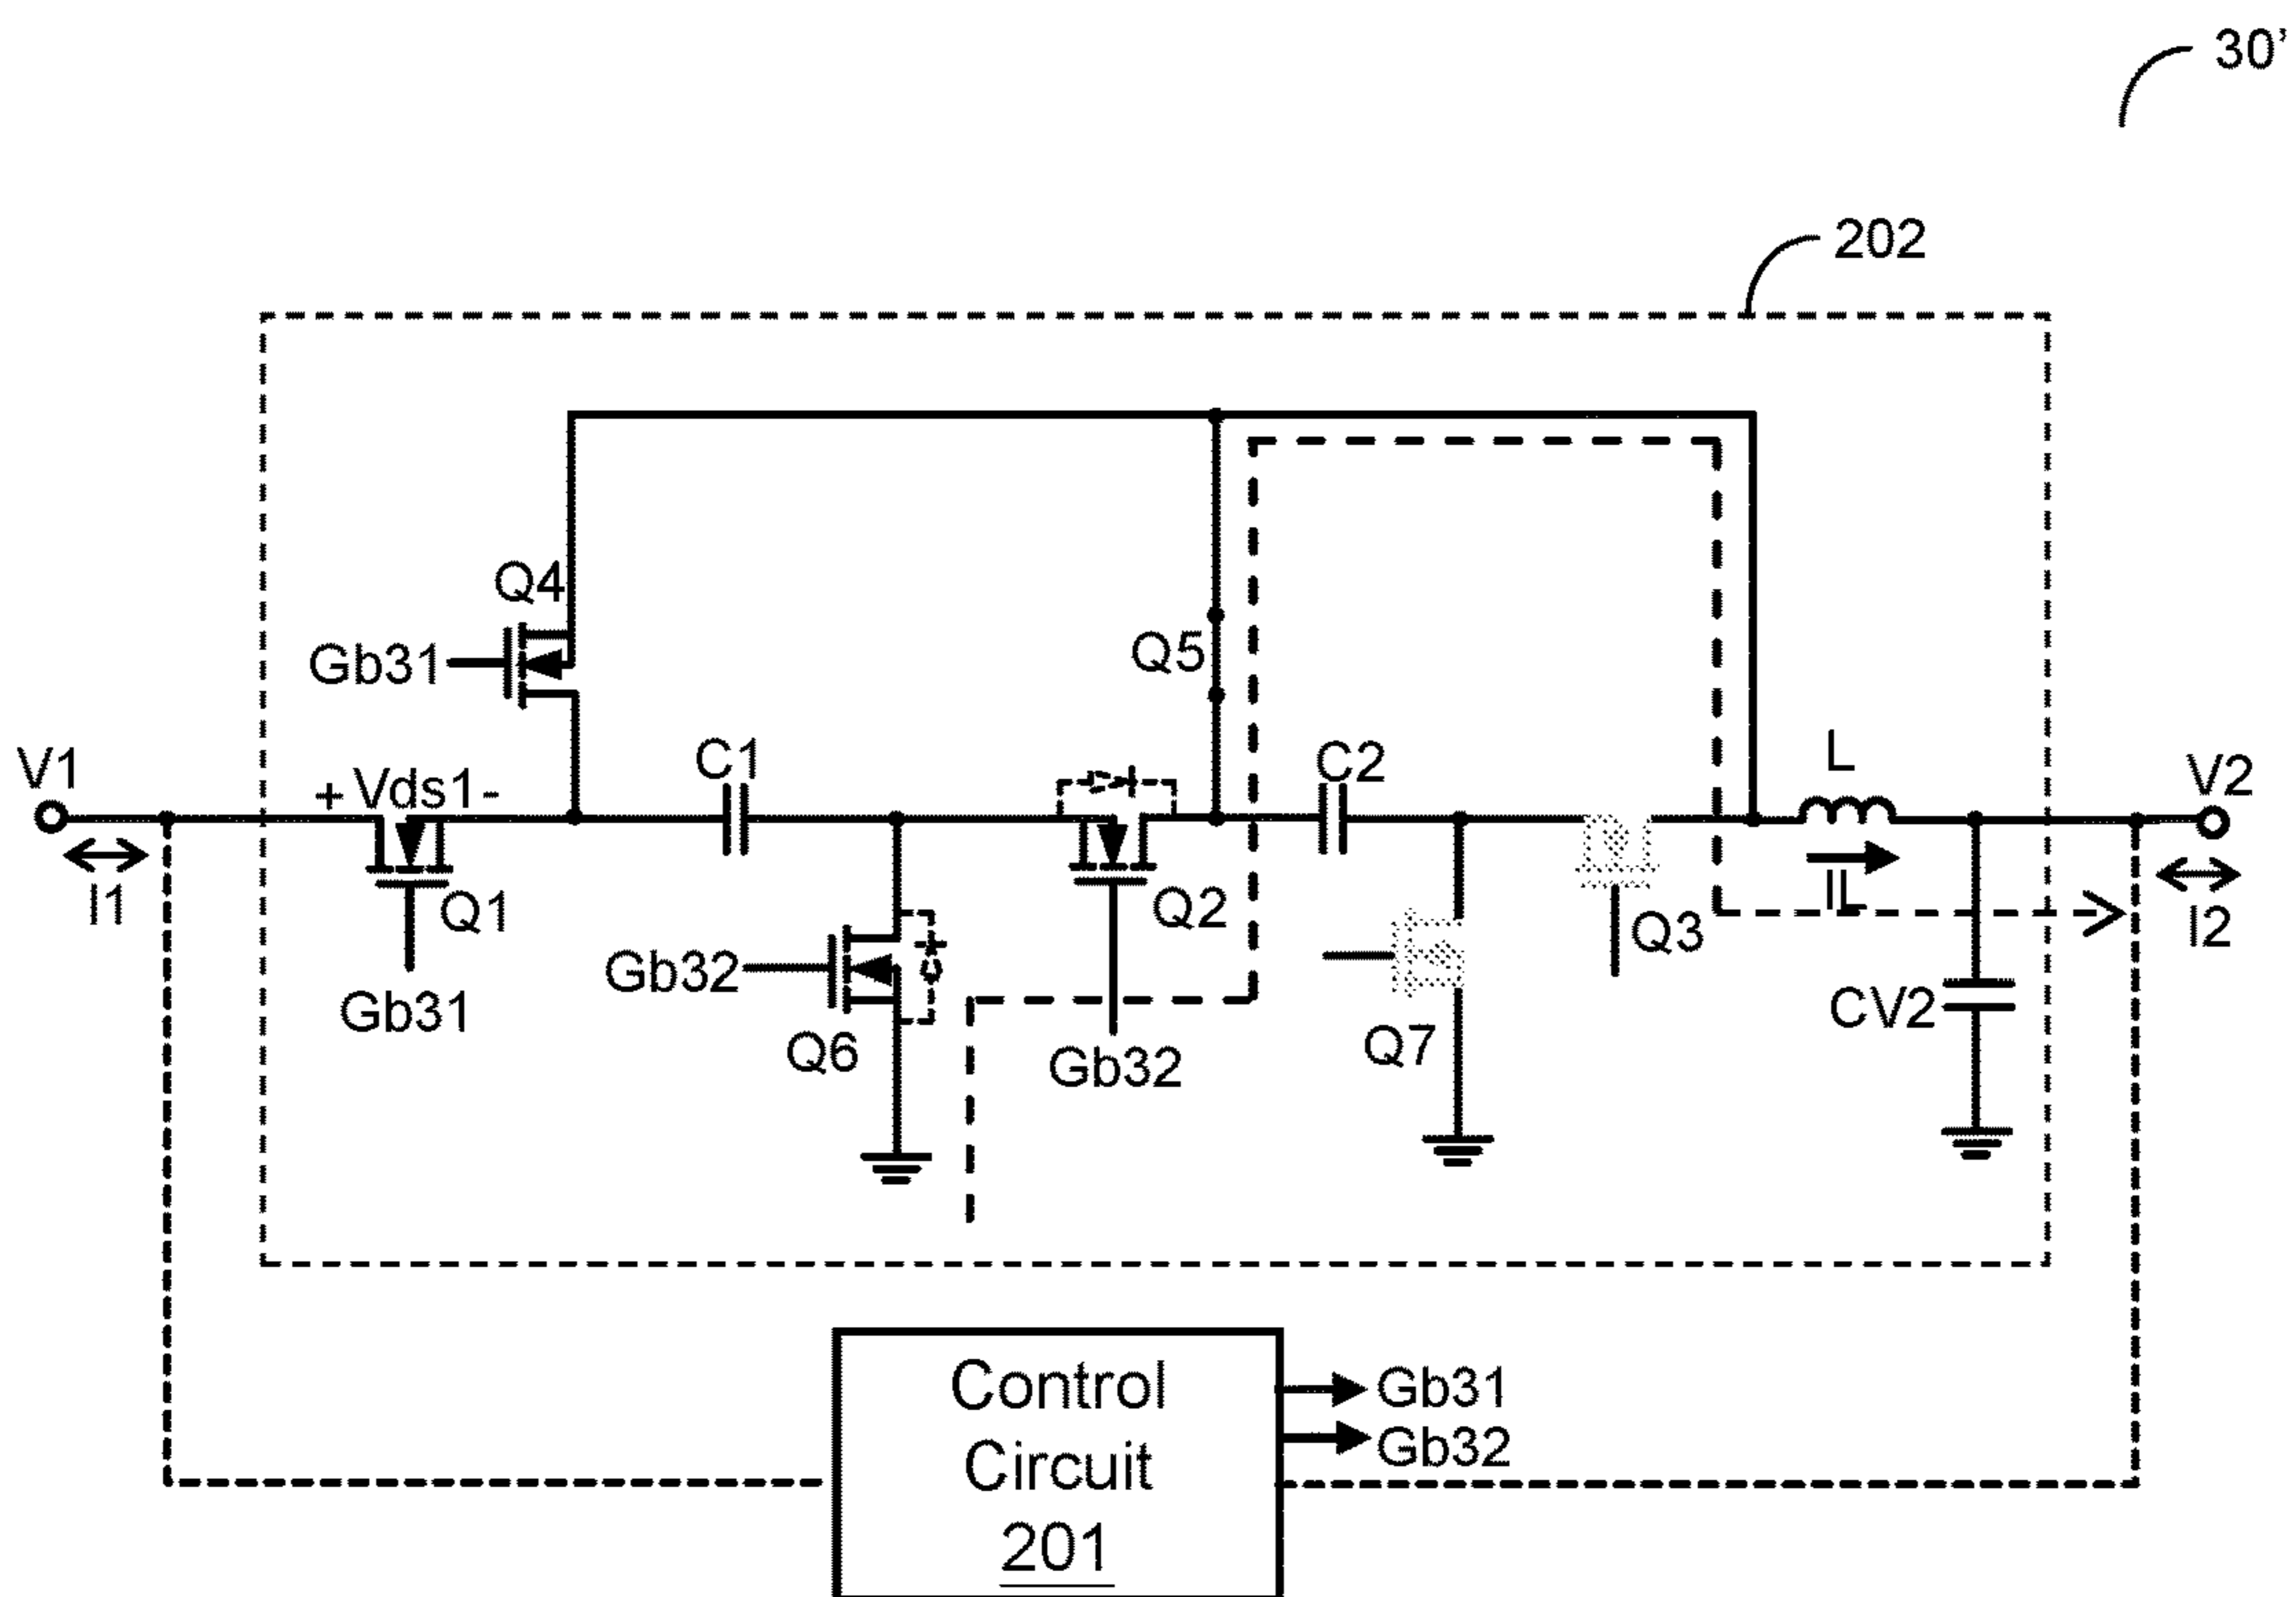 30'
202
Q4
Gb31
Q5
V1
+ Vds1 -
C1
C2
L
V2
I1
Q1
Gb31
Gb32
Q6
Q2
Gb32
Q7
Q3
IL
I2
CV2
Control
Circuit
201
Gb31
Gb32